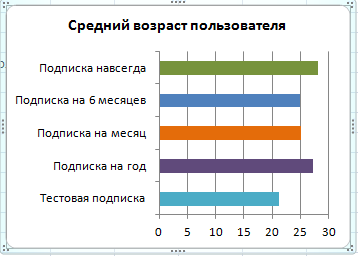 Средний возраст пользователя
Подписка навсегда
Подписка на 6 месяцев
Подписка на месяц
Подписка на год
Тестовая подписка
0 5 10 15 20 25 30